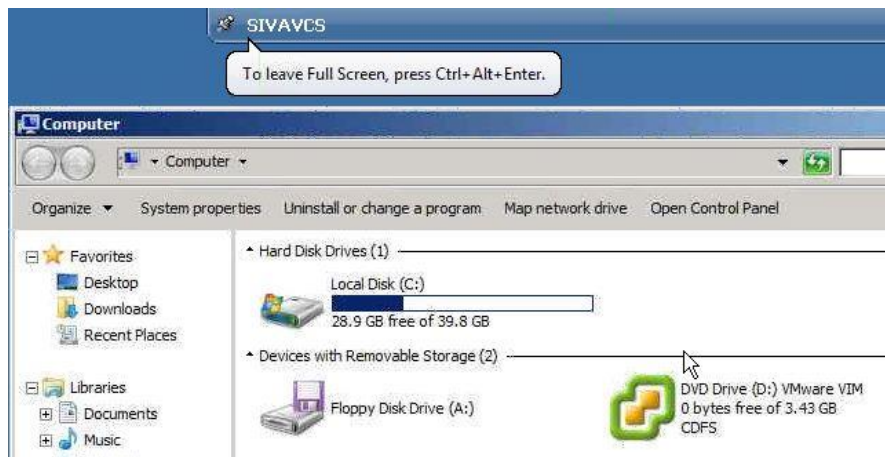 SIVAVCS
To leave Full Screen, press Ctrl+Alt+Enter.
Computer
Computer
Organize System properties Uninstall or change a program Map network drive Open Control Panel
Favorites
Desktop
Downloads
Recent Places
Libraries
Documents
Music
Hard Disk Drives (1)
Local Disk (C:)
28.9 GB free of 39.8 GB
Devices with Removable Storage (2)
Floppy Disk Drive (A:)
DVD Drive (D:) VMware VIM
0 bytes free of 3.43 GB
CDFS